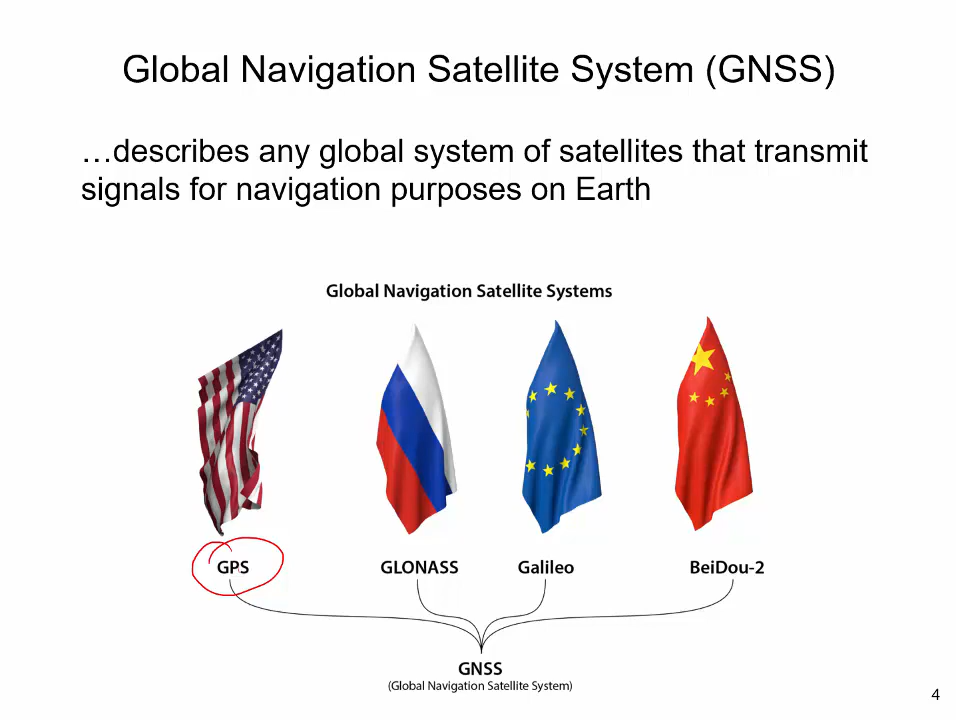 Global Navigation Satellite System (GNSS)
…describes any global system of satellites that transmit
signals for navigation purposes on Earth
Global Navigation Satellite Systems
GPS GLONASS Galileo BeiDou-2
GNSS
(Global Navigation Satellite System)
4